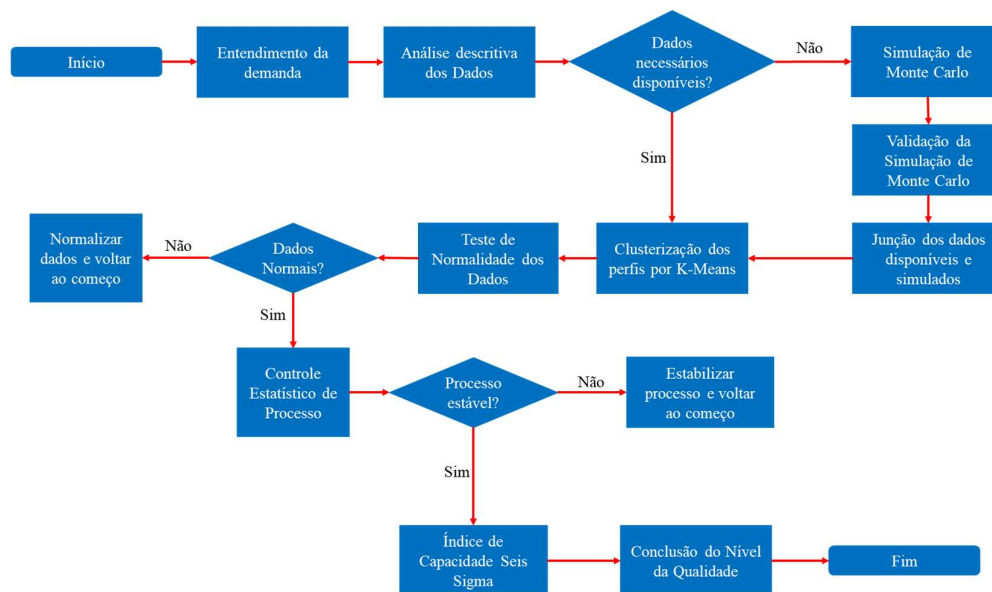 Início
Entendimento da
demanda
Análise descritiva
dos Dados
Dados
necessários
disponíveis?
Não
Simulação de
Monte Carlo
Sim
Validação da
Simulação de
Monte Carlo
Junção dos dados
disponíveis e
simulados
Clusterização dos
perfis por K-Means
Teste de
Normalidade dos
Dados
Dados
Normais?
Não
Normalizar
dados e voltar
ao começo
Sim
Controle
Estatístico de
Processo
Processo
estável?
Não
Estabilizar
processo e voltar
ao começo
Sim
Índice de
Capacidade Seis
Sigma
Conclusão do Nível
da Qualidade
Fim